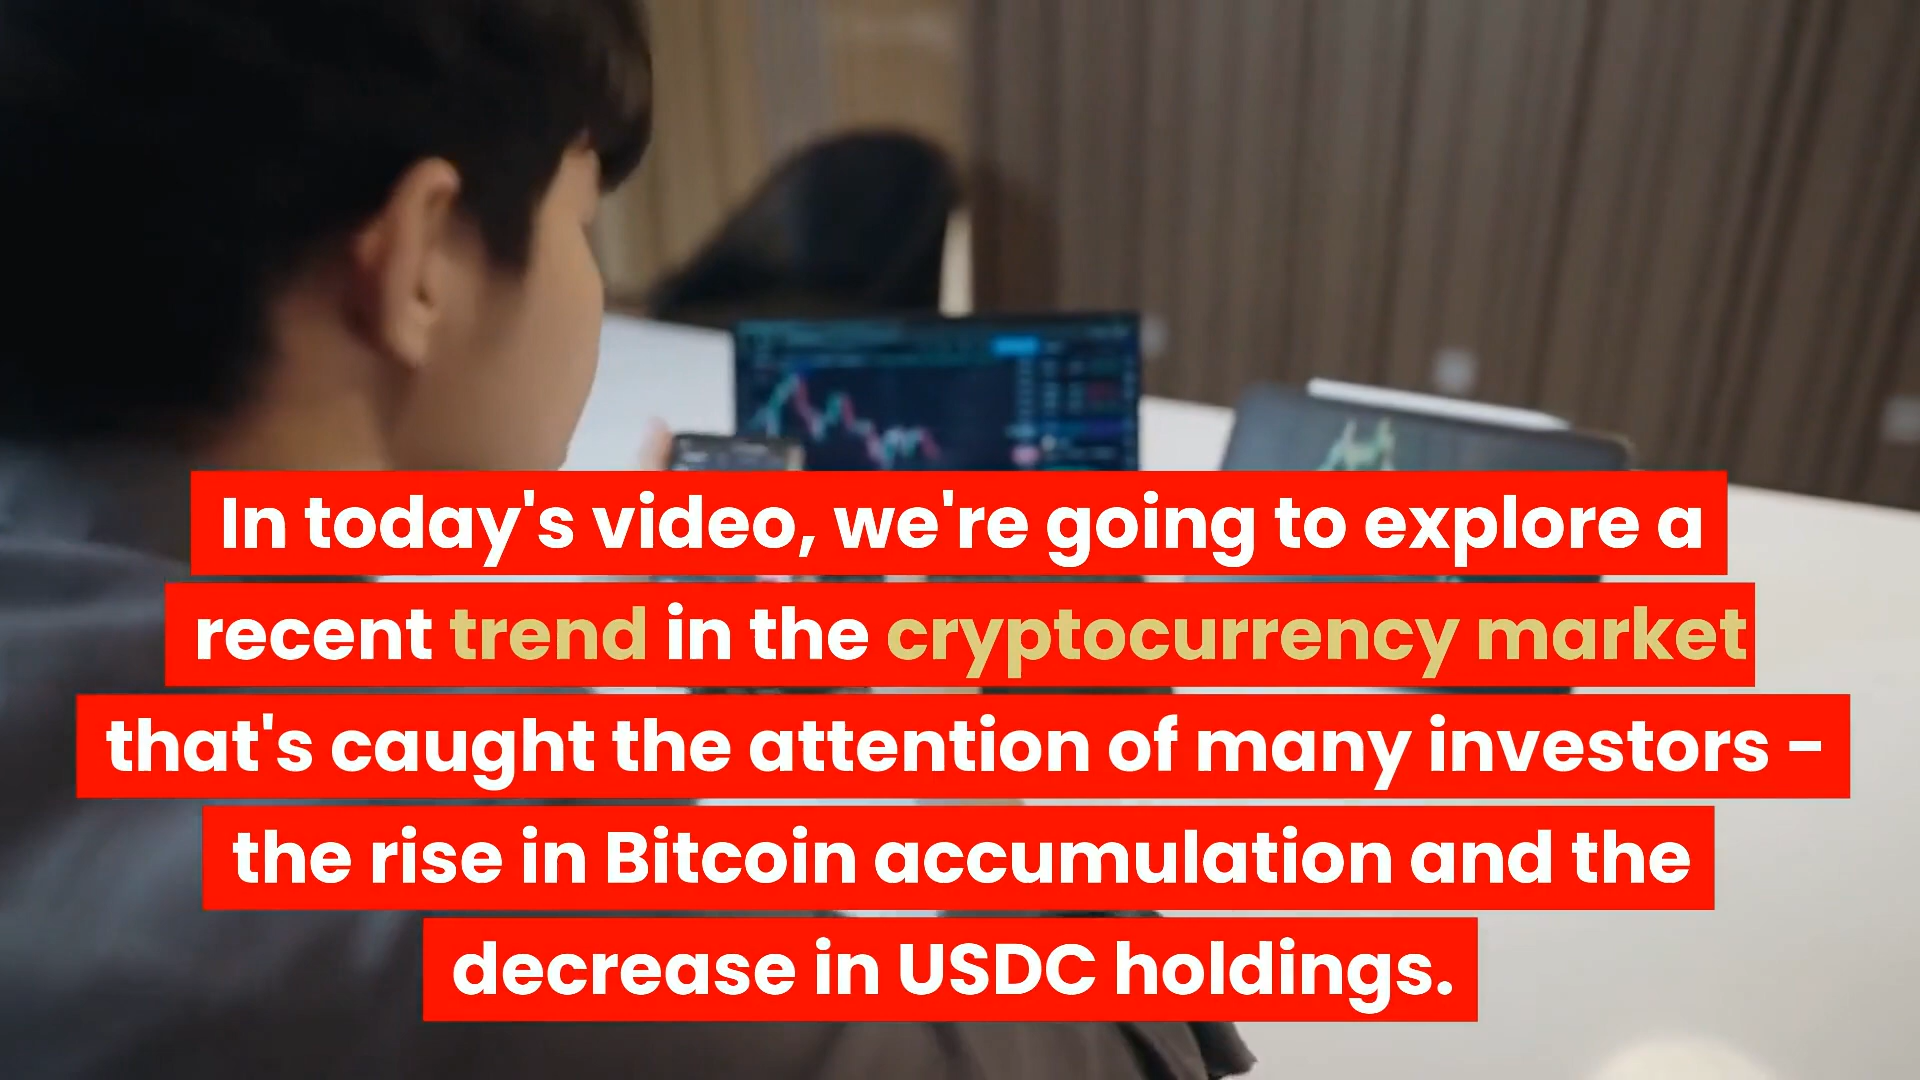 In today's video, we're going to explore a
recent trend in the cryptocurrency market
that's caught the attention of many investors –
the rise in Bitcoin accumulation and the
decrease in USDC holdings.